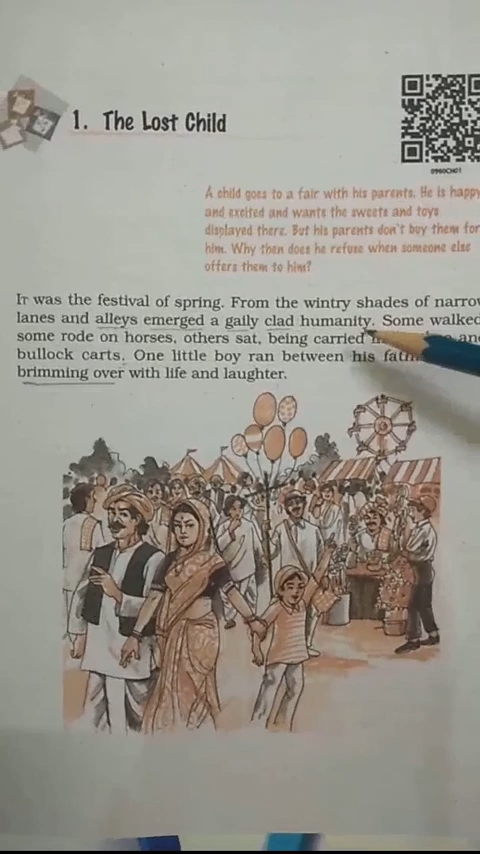 1. The Lost Child
0960CH01
A child goes to a fair with his parents. He is happy
and excited and wants the sweets and toys
displayed there. But his parents don't buy them for
him. Why then does he refuse when someone else
offers them to him?
IT was the festival of spring. From the wintry shades of
lanes and alleys emerged a gaily clad humanity. Some walked,
some rode on horses, others sat, being carried
bullock carts. One little boy ran between his
brimming over with life and laughter.